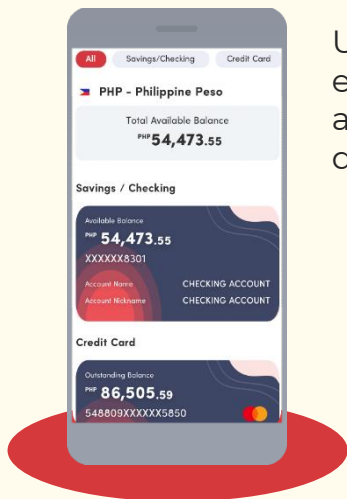 All Savings/Checking Credit Card
PHP - Philippine Peso
Total Available Balance
PHP 54,473.55
Savings / Checking
Available Balance
PHP 54,473.55
XXXXXX8301
Account Name CHECKING ACCOUNT
Account Nickname CHECKING ACCOUNT
Credit Card
Outstanding Balance
PHP 86,505.59
548809XXXXXX5850